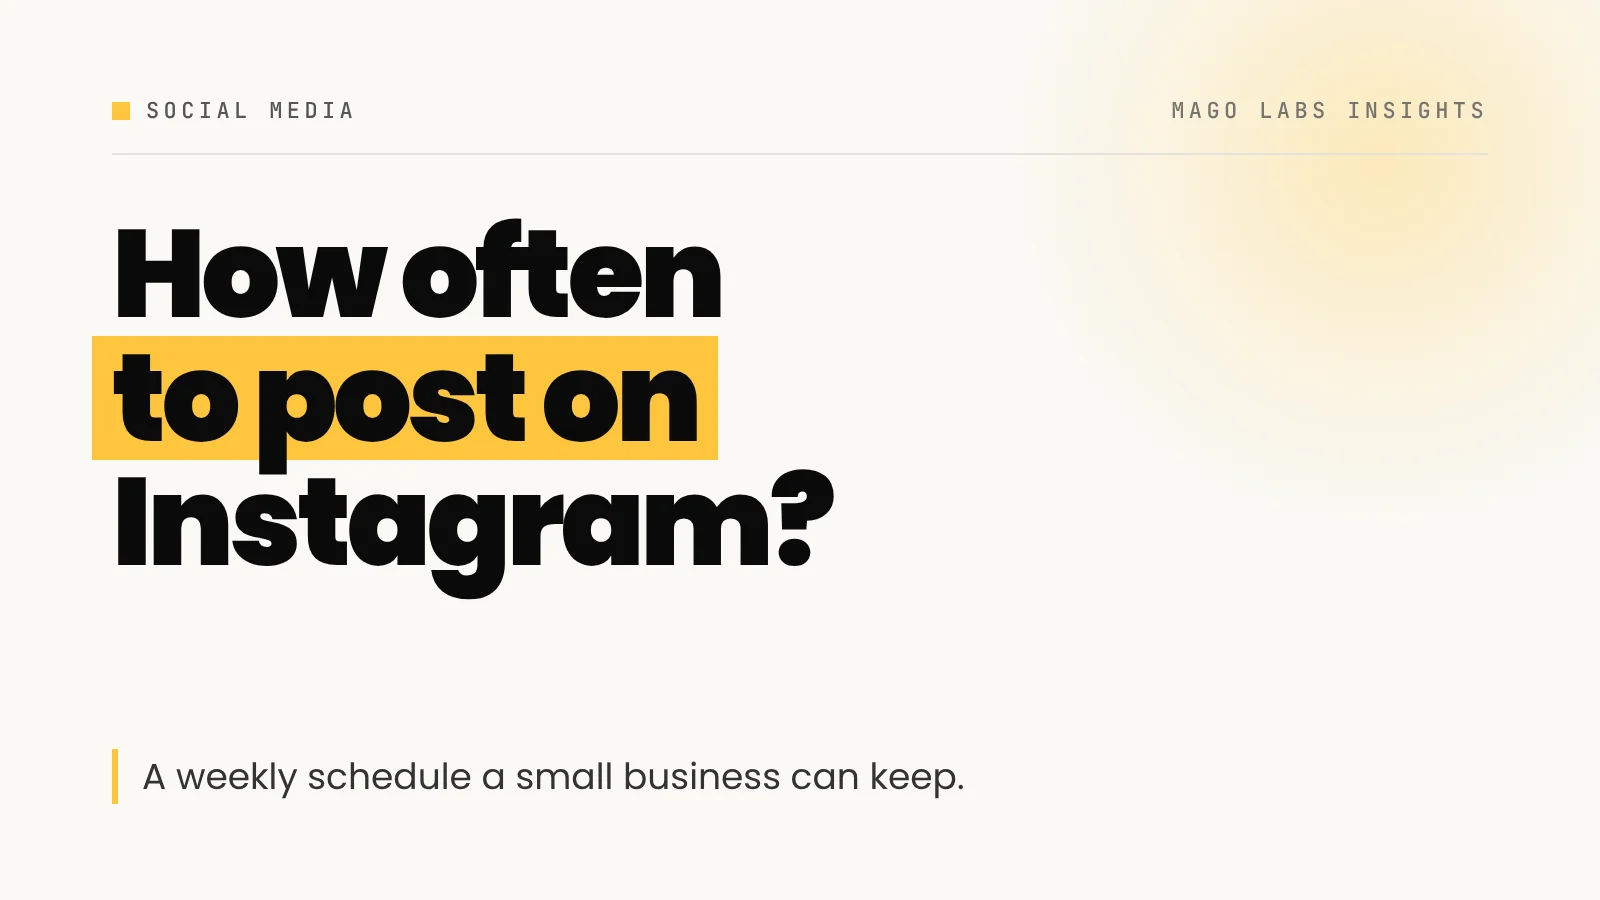 SOCIAL MEDIA
MAGO LABS INSIGHTS
How often
to post on
Instagram?
A weekly schedule a small business can keep.